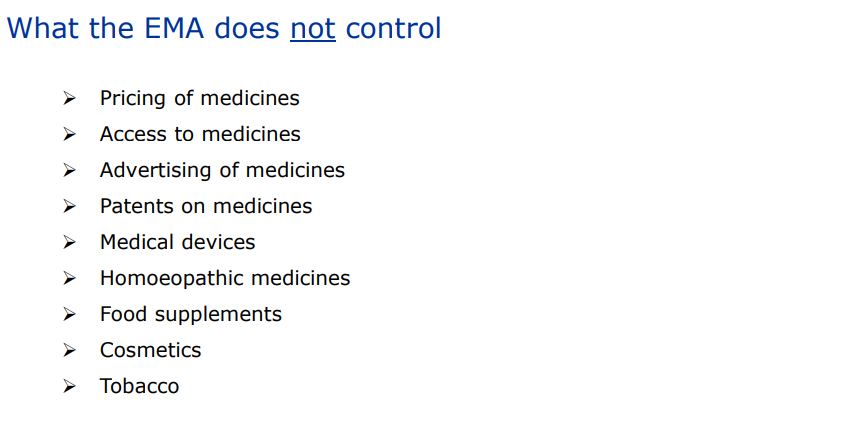 What the EMA does not control
➢ Pricing of medicines
➢ Access to medicines
➢ Advertising of medicines
➢ Patents on medicines
➢ Medical devices
➢ Homoeopathic medicines
➢ Food supplements
➢ Cosmetics
➢ Tobacco